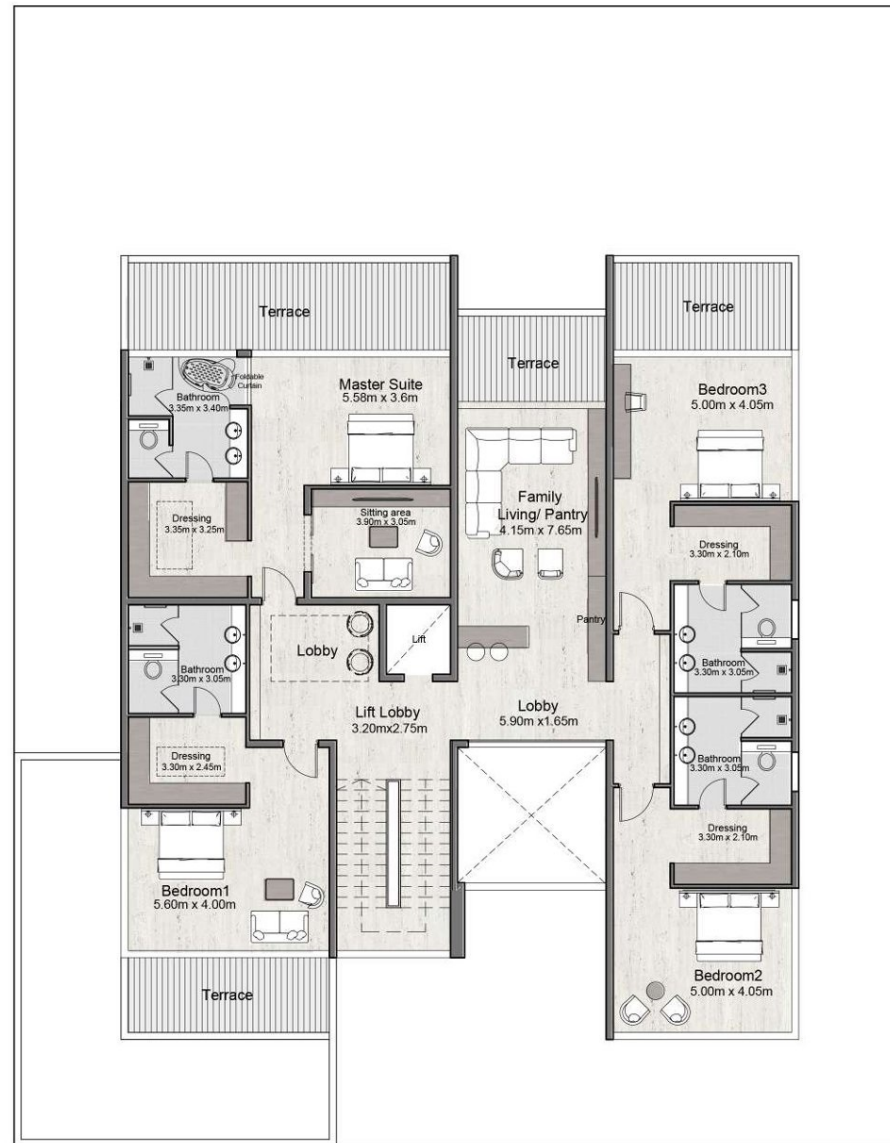 Terrace
Terrace
Terrace
Foldable
Curtain
Bathroom
3.35m x 3.40m
Master Suite
5.58m x 3.6m
Bedroom3
5.00m x 4.05m
Family
Living/ Pantry
4.15m x 7.65m
Sitting area
3.90m x 3.05m
Dressing
3.35m x 3.25m
Dressing
3.30m x 2.10m
Pantry
Lift
Lobby
Bathroom
3.30m x 3.05m
Bathroom
3.30m x 3.05m
Lift Lobby
3.20mx2.75m
Lobby
5.90m x1.65m
Dressing
3.30m x 2.45m
Bathroom
3.30m x 3.05m
Dressing
3.30m x 2.10m
Bedroom1
5.60m x 4.00m
Bedroom2
5.00m x 4.05m
Terrace